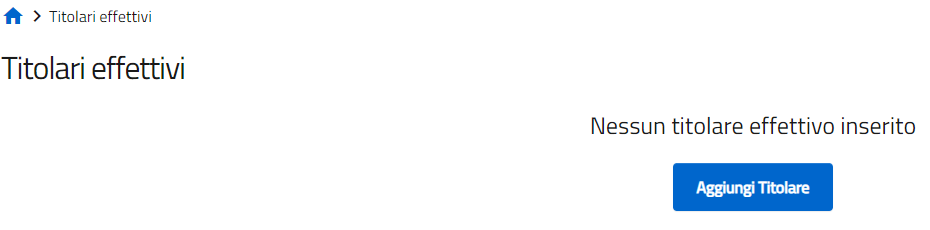 Titolari effettivi
Titolari effettivi
Nessun titolare effettivo inserito
Aggiungi Titolare